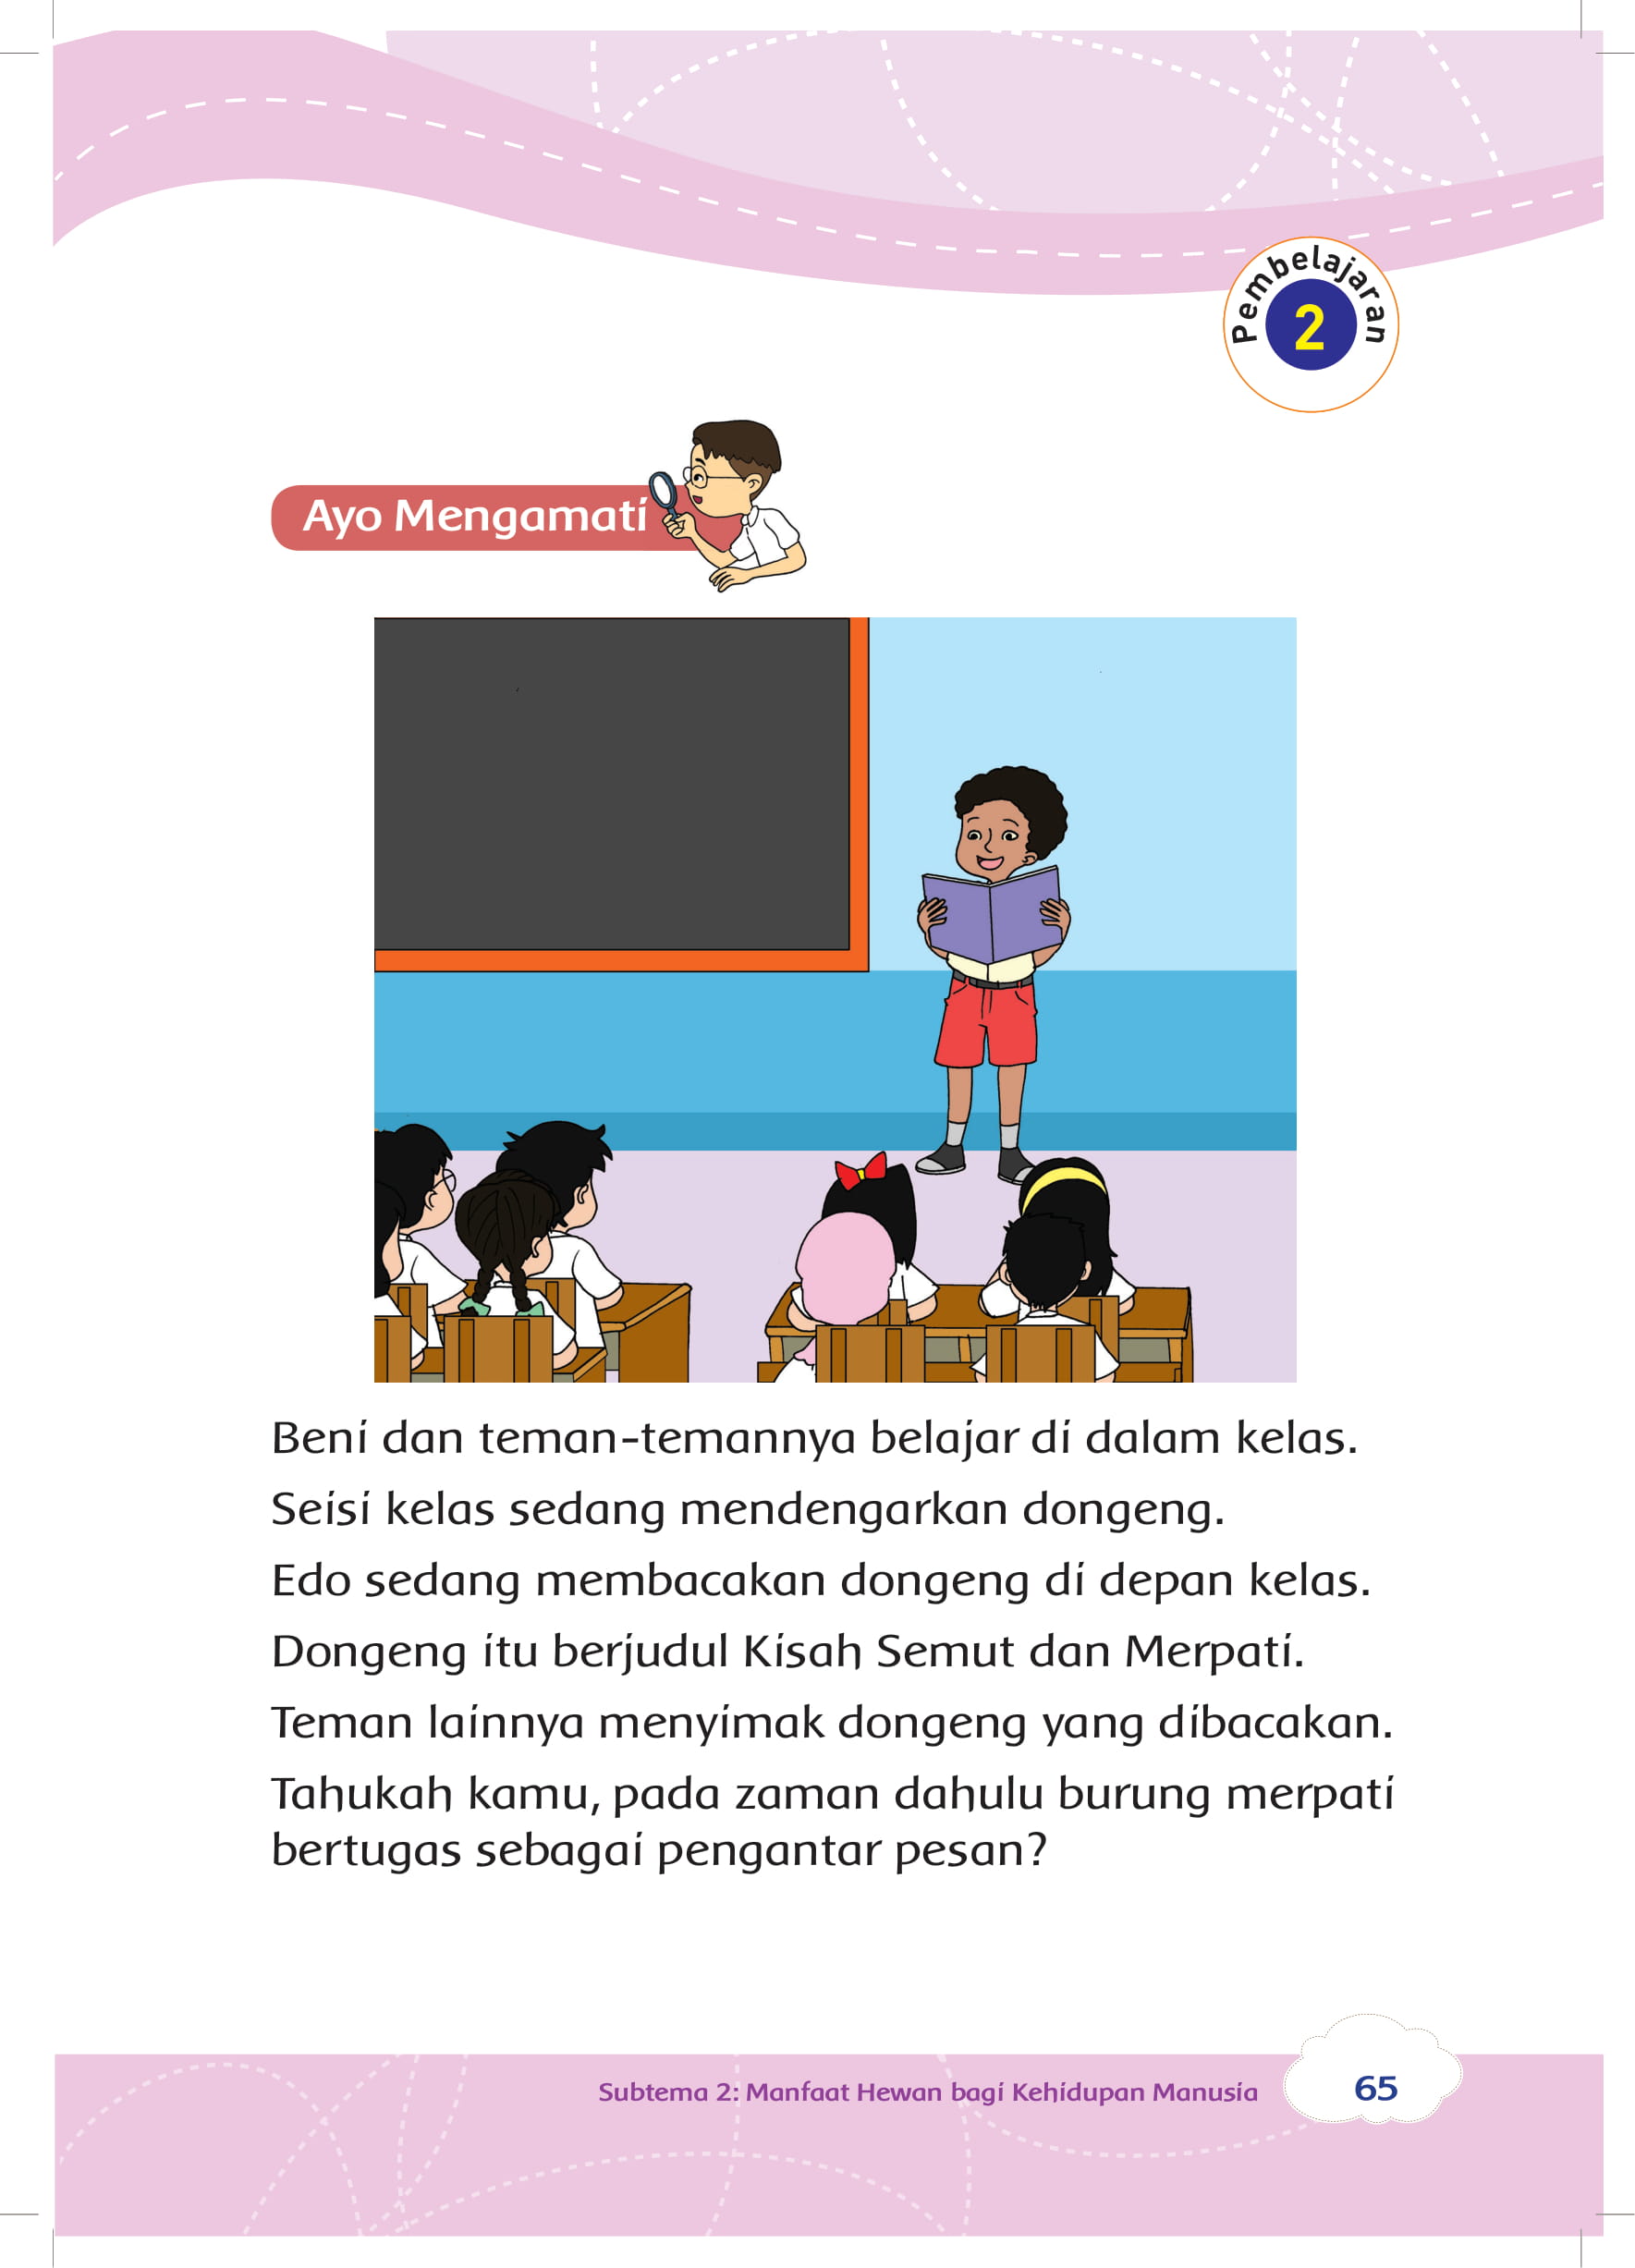 Pembelajaran
2
Ayo Mengamati
Beni dan teman-temannya belajar di dalam kelas.
Seisi kelas sedang mendengarkan dongeng.
Edo sedang membacakan dongeng di depan kelas.
Dongeng itu berjudul Kisah Semut dan Merpati.
Teman lainnya menyimak dongeng yang dibacakan.
Tahukah kamu, pada zaman dahulu burung merpati
bertugas sebagai pengantar pesan?
Subtema 2: Manfaat Hewan bagi Kehidupan Manusia
65